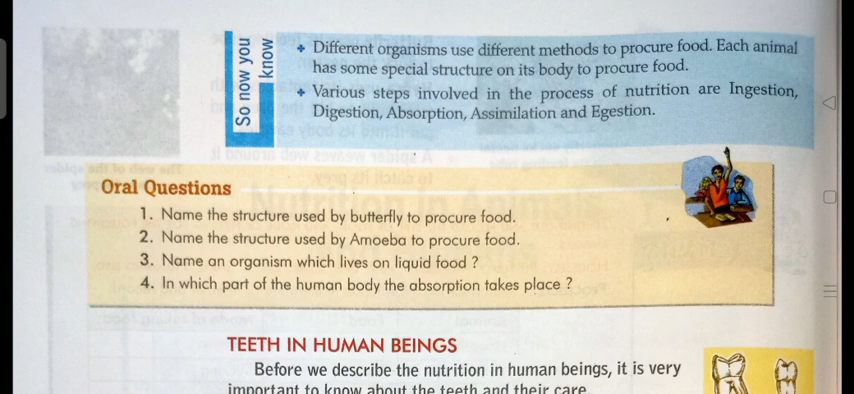 So now you
know
✦ Different organisms use different methods to procure food. Each animal
has some special structure on its body to procure food.
✦ Various steps involved in the process of nutrition are Ingestion,
Digestion, Absorption, Assimilation and Egestion.
Oral Questions
1. Name the structure used by butterfly to procure food.
2. Name the structure used by Amoeba to procure food.
3. Name an organism which lives on liquid food ?
4. In which part of the human body the absorption takes place ?
TEETH IN HUMAN BEINGS
Before we describe the nutrition in human beings, it is very
important to know about the teeth and their care.